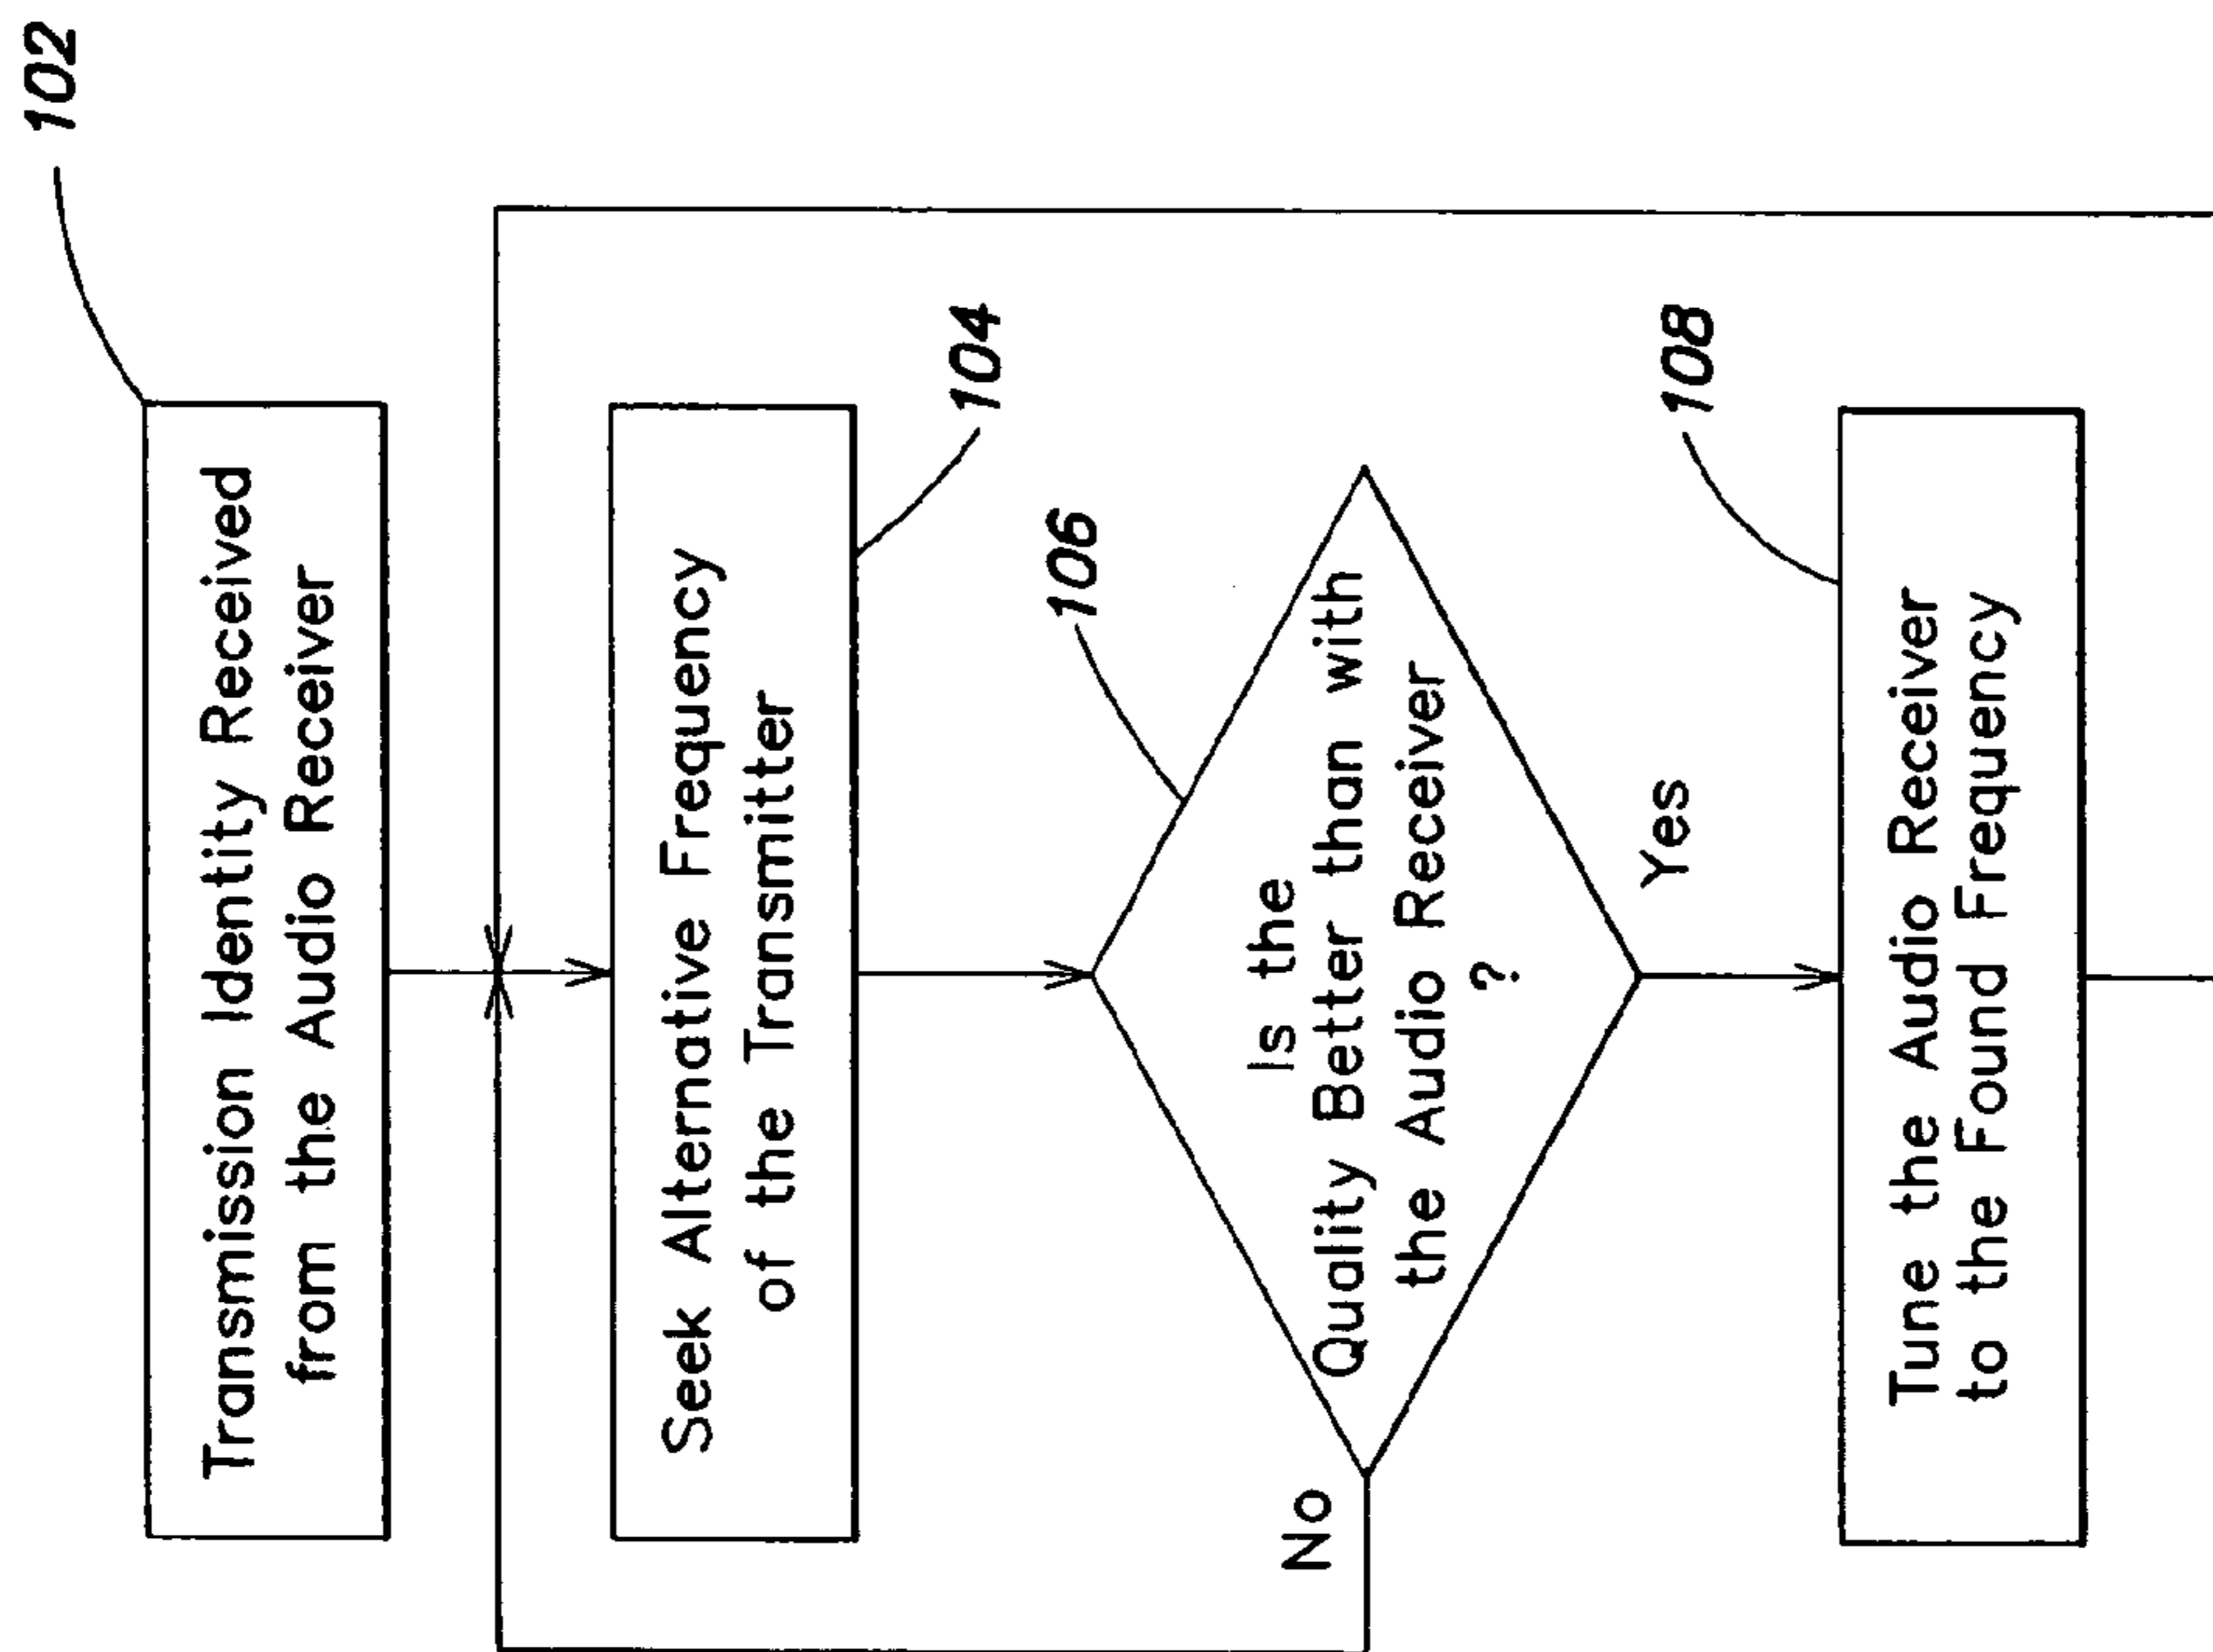 102
Transmission Identity Received
from the Audio Receiver
Seek Alternative Frequency
of the Transmitter
104
106
Is the
Quality Better than with
the Audio Receiver
?
No
Yes
108
Tune the Audio Receiver
to the Found Frequency